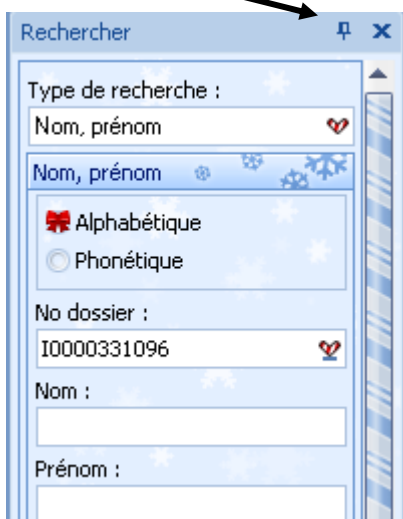 Rechercher
Type de recherche :
Nom, prénom
Nom, prénom
Alphabétique
Phonétique
No dossier :
I0000331096
Nom :
Prénom :